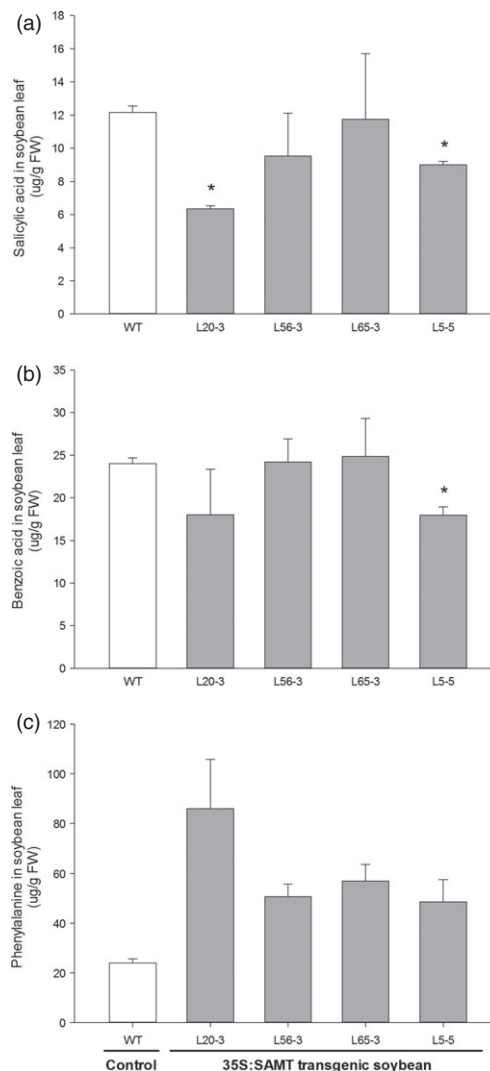 (a)
Salicylic acid in soybean leaf
(ug/g FW)
18
16
14
12
10
8
6
4
2
0
*
*
WT L20-3 L56-3 L65-3 L5-5
(b)
Benzoic acid in soybean leaf
(ug/g FW)
35
30
25
20
15
10
5
0
*
WT L20-3 L56-3 L65-3 L5-5
(c)
Phenylalanine in soybean leaf
(ug/g FW)
120
100
80
60
40
20
0
WT L20-3 L56-3 L65-3 L5-5
Control 35S:SAMT transgenic soybean